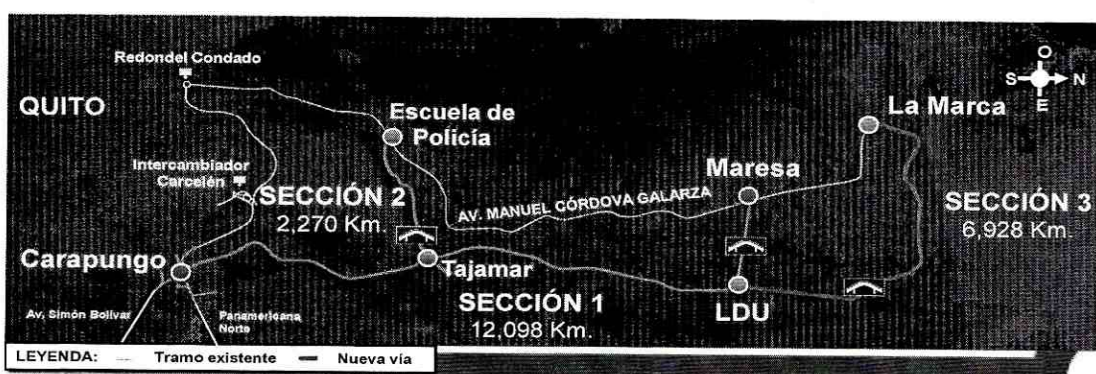 Redondel Condado
QUITO
Escuela de
Policía
La Marca
O
S N
E
Intercambiador
Carcelén
SECCIÓN 2
2,270 Km.
Maresa
AV. MANUEL CÓRDOVA GALARZA
SECCIÓN 3
6,928 Km.
Carapungo
Tajamar
SECCIÓN 1
12,098 Km.
LDU
Av. Simón Bolívar
Panamericana
Norte
LEYENDA: Tramo existente Nueva vía